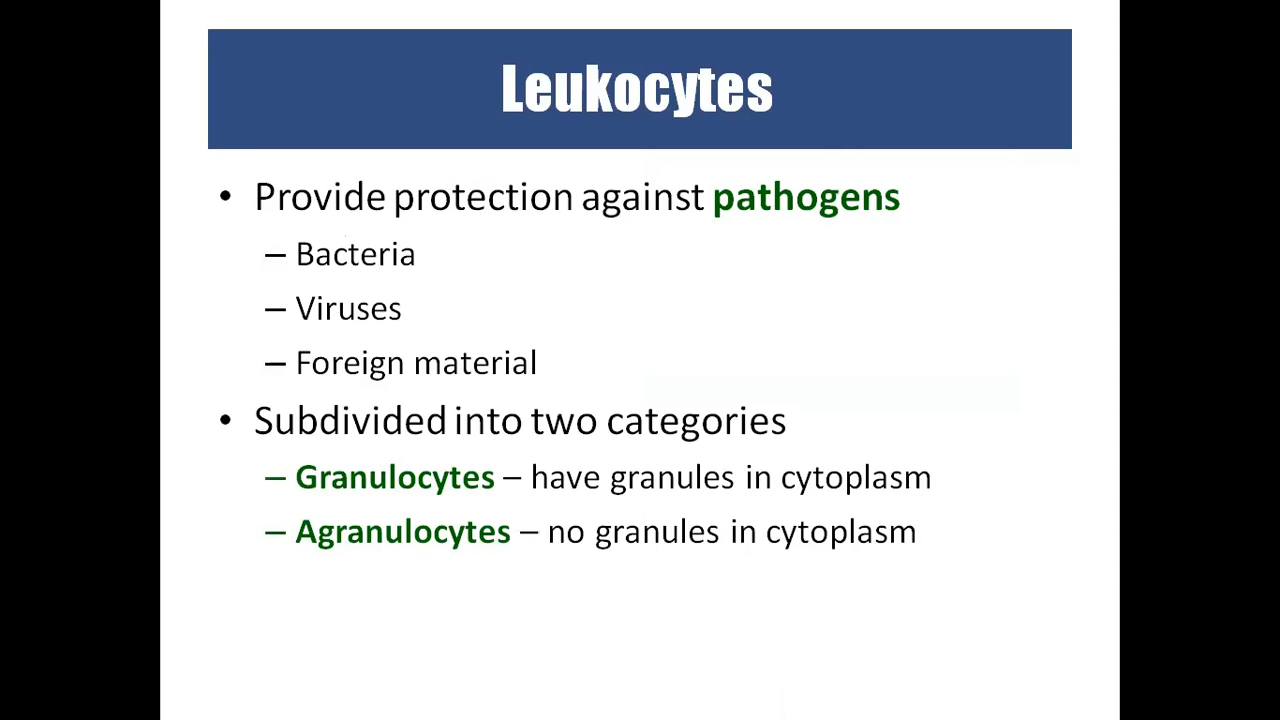 Leukocytes
• Provide protection against pathogens
– Bacteria
– Viruses
– Foreign material
• Subdivided into two categories
– Granulocytes – have granules in cytoplasm
– Agranulocytes – no granules in cytoplasm